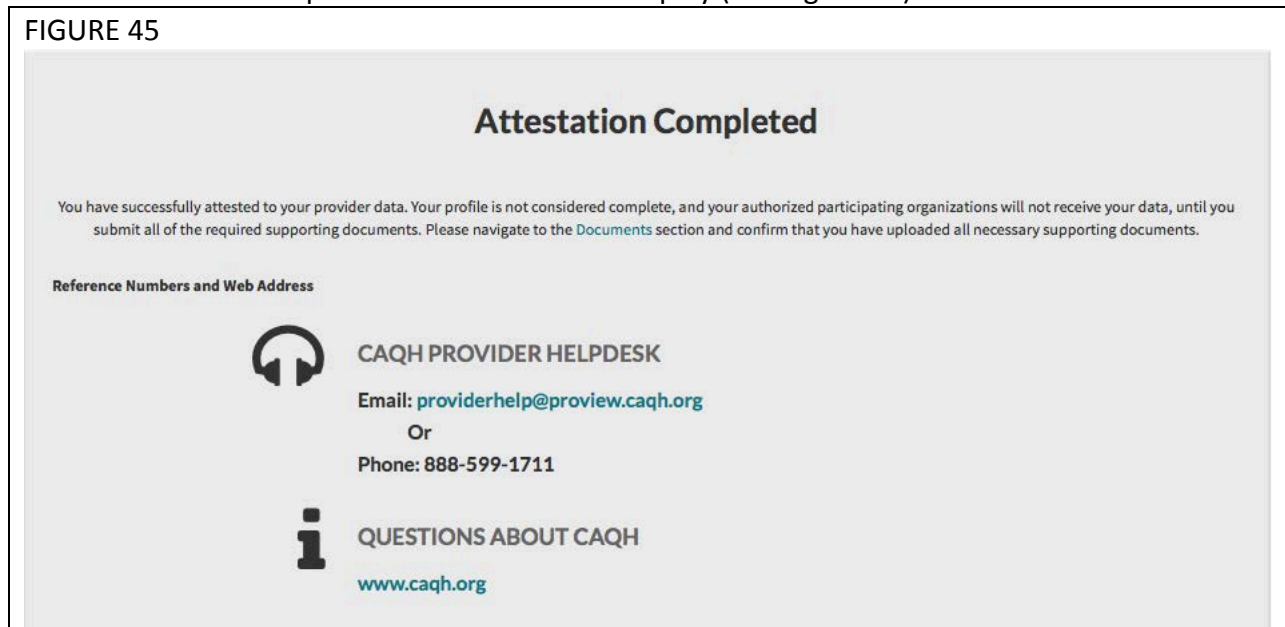 FIGURE 45
Attestation Completed
You have successfully attested to your provider data. Your profile is not considered complete, and your authorized participating organizations will not receive your data, until you
submit all of the required supporting documents. Please navigate to the Documents section and confirm that you have uploaded all necessary supporting documents.
Reference Numbers and Web Address
CAQH PROVIDER HELPDESK
Email: providerhelp@proview.caqh.org
Or
Phone: 888-599-1711
QUESTIONS ABOUT CAQH
www.caqh.org